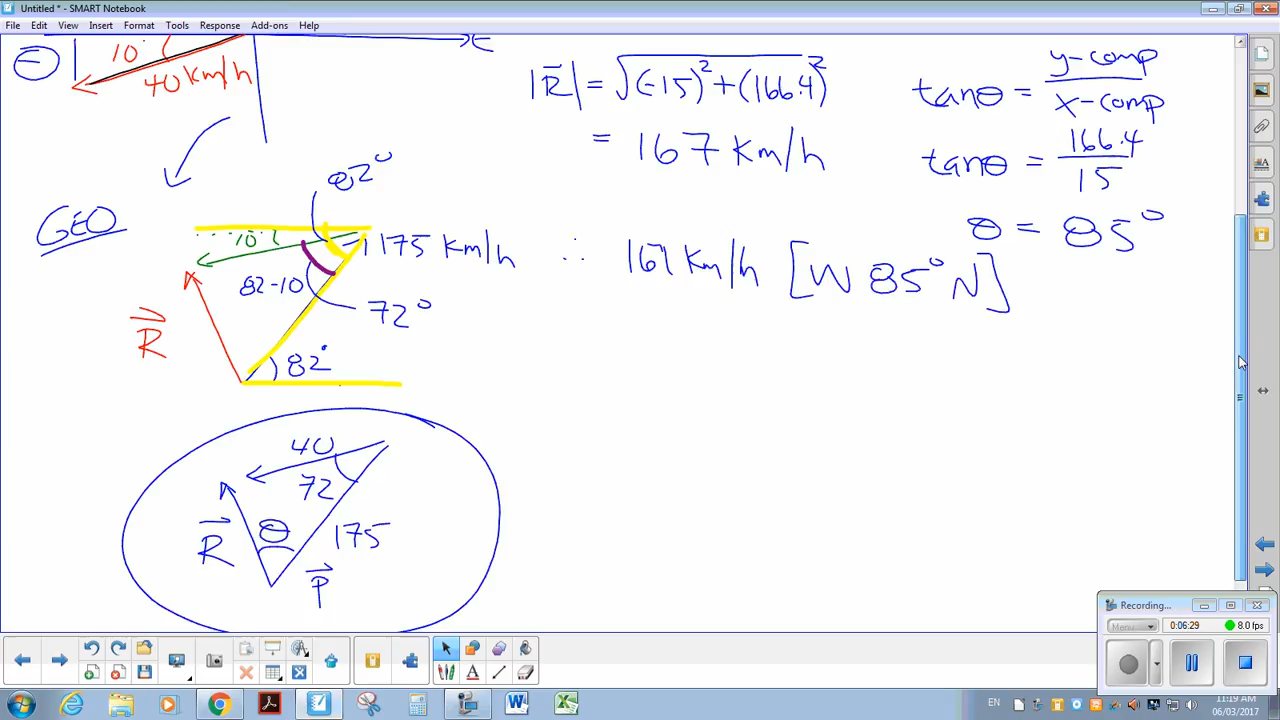 Untitled * - SMART Notebook
File Edit View Insert Format Tools Response Add-ons Help
10°
40 km/h
E
|R⃗| = √(-15)² + (166.4)²
= 167 km/h
tanθ = y-comp / x-comp
tanθ = 166.4 / 15
θ = 85°
∴ 167 km/h [W 85° N]
GEO
82°
10°
175 km/h
82-10
72°
R⃗
82°
40
72
θ
R⃗
175
P⃗
Recording...
Menu
0:06:29
8.0 fps
EN
11:19 AM
06/03/2017